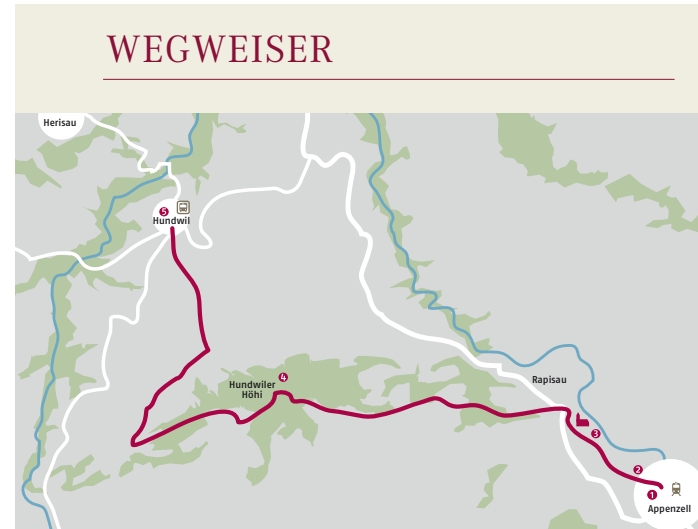 WEGWEISER
Herisau
5
Hundwil
Hundwiler
Höhi
4
Rapisau
3
2
1
Appenzell